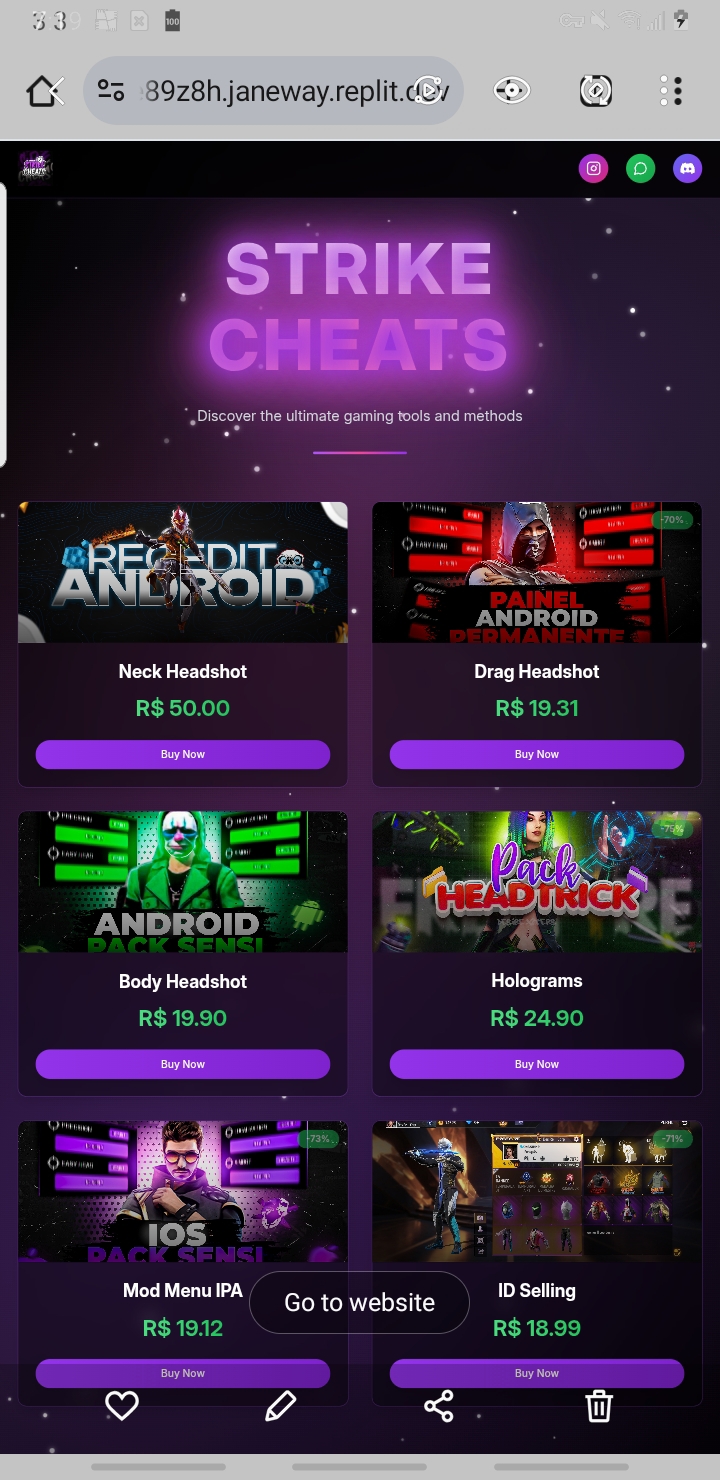 100
89z8h.janeway.replit.dev
STRIKE
CHEATS
STRIKE
CHEATS
Discover the ultimate gaming tools and methods
REGEDIT
ANDROID
Neck Headshot
R$ 50.00
Buy Now
-70%
PAINEL
ANDROID
PERMANENTE
Drag Headshot
R$ 19.31
Buy Now
ANDROID
PACK SENSI
Body Headshot
R$ 19.90
Buy Now
-75%
Pack
HEADTRICK
Holograms
R$ 24.90
Buy Now
-73%
IOS
PACK SENSI
Mod Menu IPA
R$ 19.12
Buy Now
-71%
ID Selling
R$ 18.99
Buy Now
Go to website